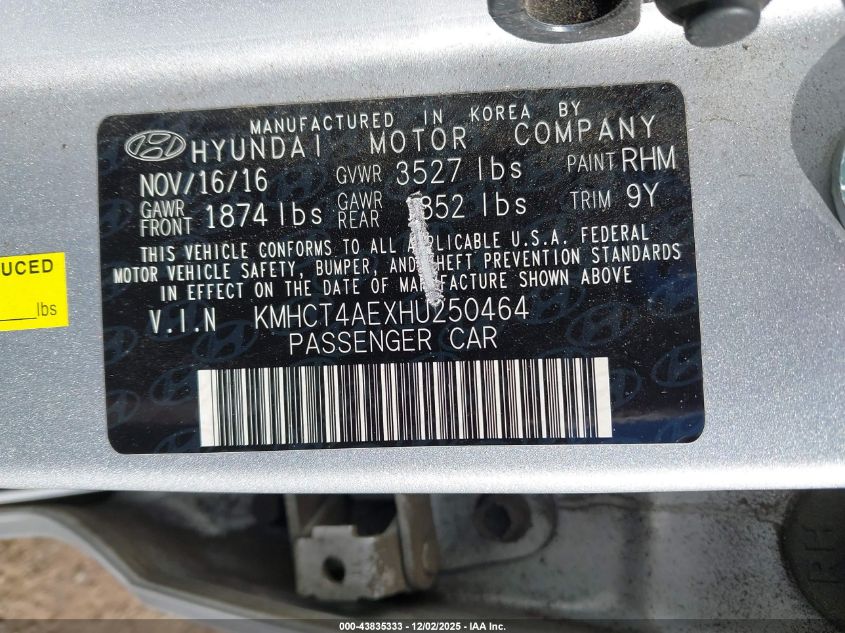 MANUFACTURED IN KOREA BY
HYUNDAI MOTOR COMPANY
NOV/16/16 GVWR 3527 lbs PAINT RHM
GAWR FRONT 1874 lbs GAWR REAR 852 lbs TRIM 9Y
THIS VEHICLE CONFORMS TO ALL APPLICABLE U.S.A. FEDERAL
MOTOR VEHICLE SAFETY, BUMPER, AND THEFT PREVENTION STANDARDS
IN EFFECT ON THE DATE OF MANUFACTURE SHOWN ABOVE
V.I.N KMHCT4AEXHU250464
PASSENGER CAR
UCED
lbs
RH
000-43835333 - 12/02/2025 - IAA Inc.